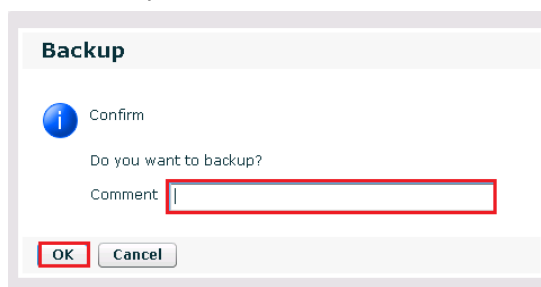 Backup
Confirm
Do you want to backup?
Comment
OK Cancel